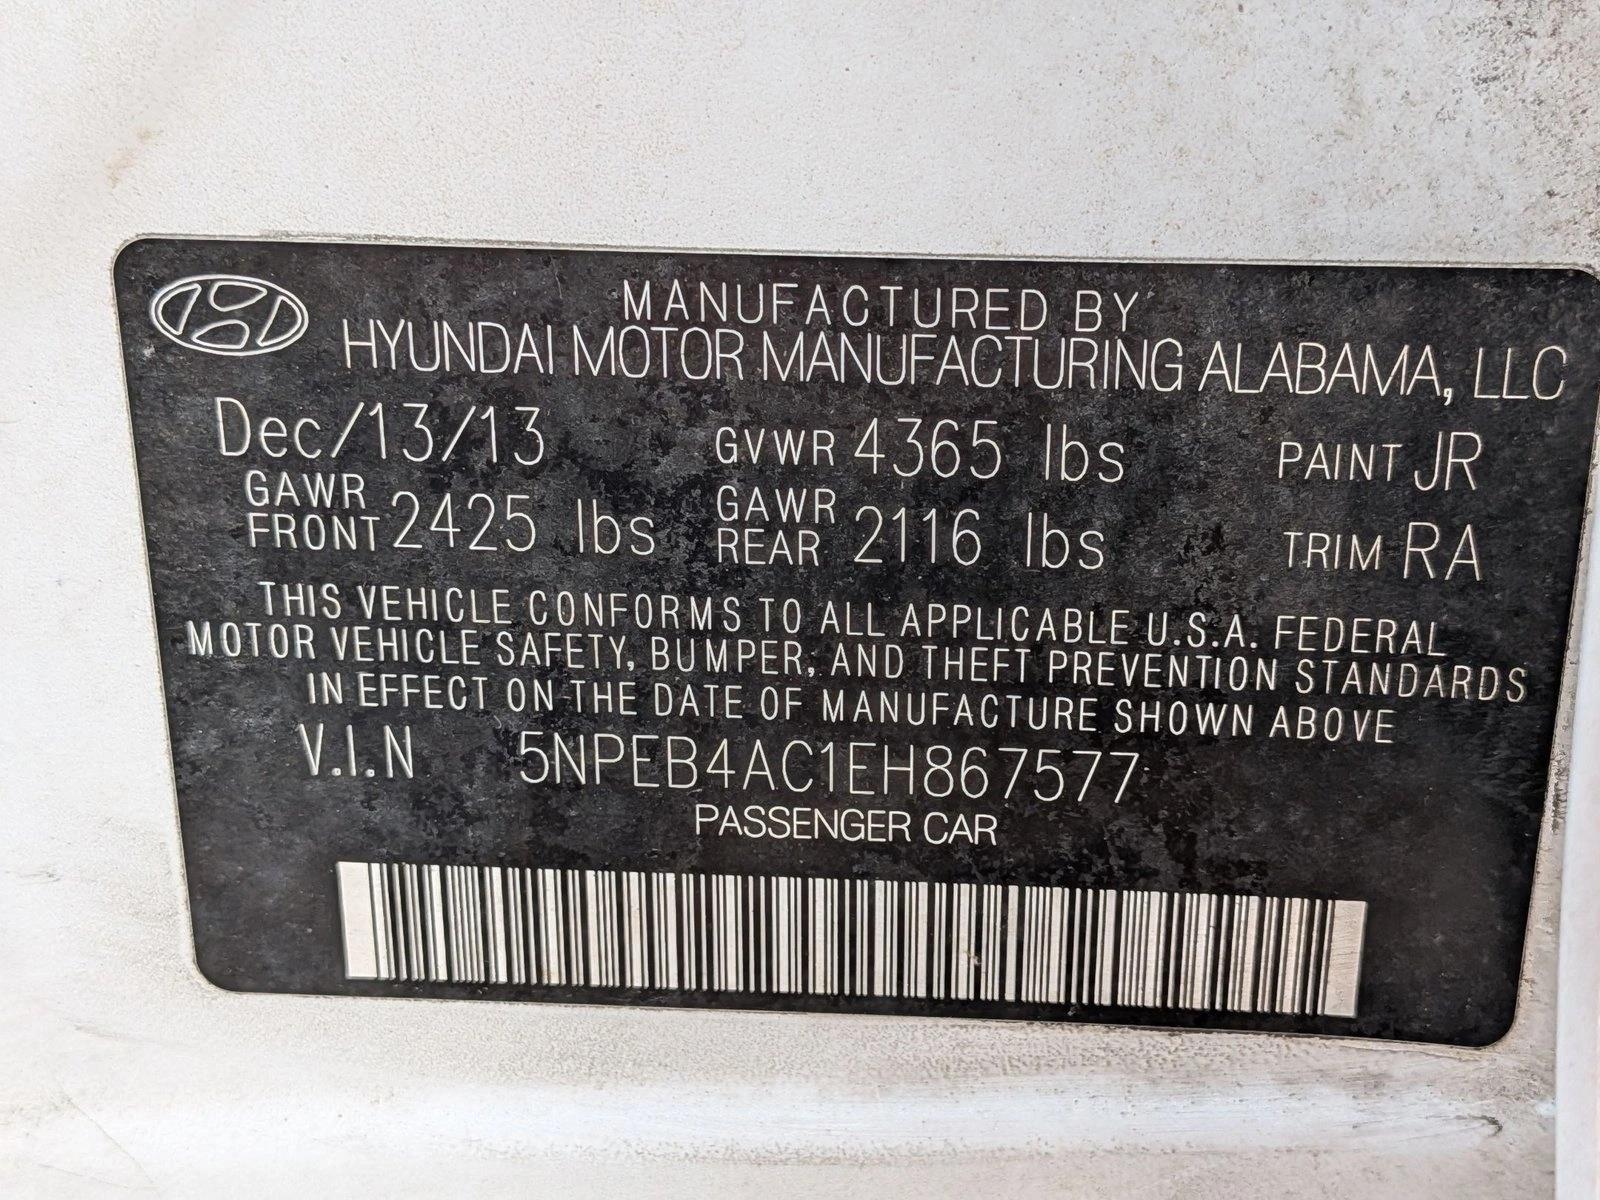 MANUFACTURED BY
HYUNDAI MOTOR MANUFACTURING ALABAMA, LLC
Dec/13/13 GVWR 4365 lbs PAINT JR
GAWR FRONT 2425 lbs GAWR REAR 2116 lbs TRIM RA
THIS VEHICLE CONFORMS TO ALL APPLICABLE U.S.A. FEDERAL
MOTOR VEHICLE SAFETY, BUMPER, AND THEFT PREVENTION STANDARDS
IN EFFECT ON THE DATE OF MANUFACTURE SHOWN ABOVE
V.I.N 5NPEB4AC1EH867577
PASSENGER CAR